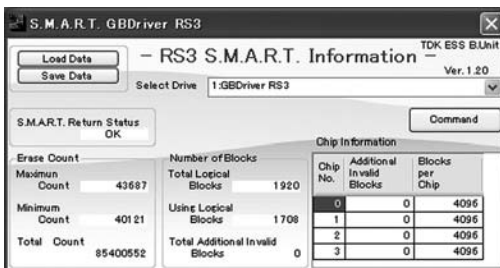 S.M.A.R.T. GBDriver RS3
TDK ESS B.Unit
Load Data
Save Data
– RS3 S.M.A.R.T. Information –
Ver. 1.20
Select Drive
1:GBDriver RS3
S.M.A.R.T. Return Status
OK
Command
Erase Count
Maximun
Count 43687
Minimum
Count 40121
Total Count
85400552
Number of Blocks
Total Logical
Blocks 1920
Using Logical
Blocks 1708
Total Additional Invalid
Blocks 0
Chip Information
Chip No. Additional Invalid Blocks Blocks per Chip
0 0 4096
1 0 4096
2 0 4096
3 0 4096